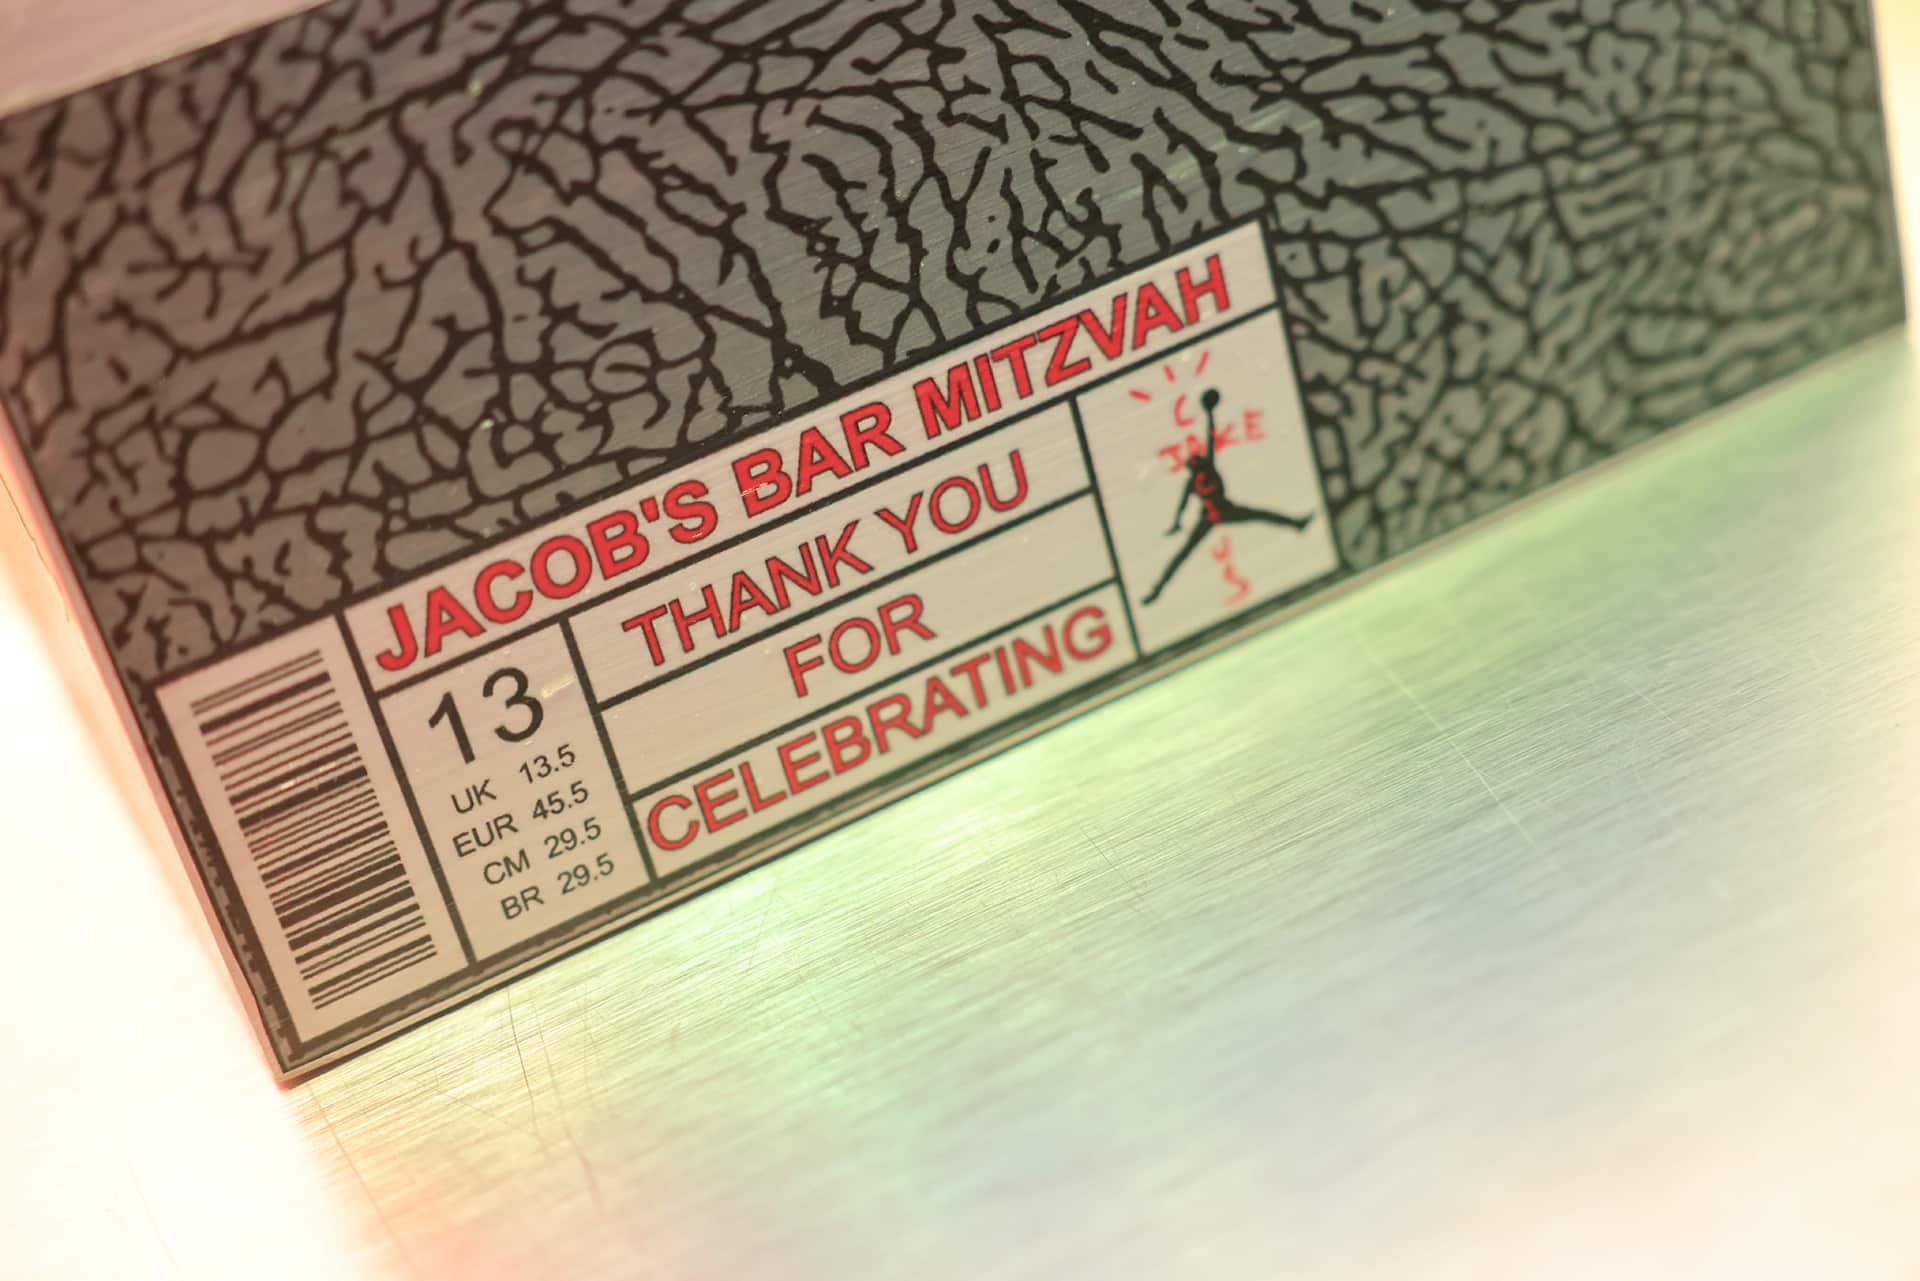 JACOB'S BAR MITZVAH
13
UK 13.5
EUR 45.5
CM 29.5
BR 29.5
THANK YOU
FOR
CELEBRATING
JAKE